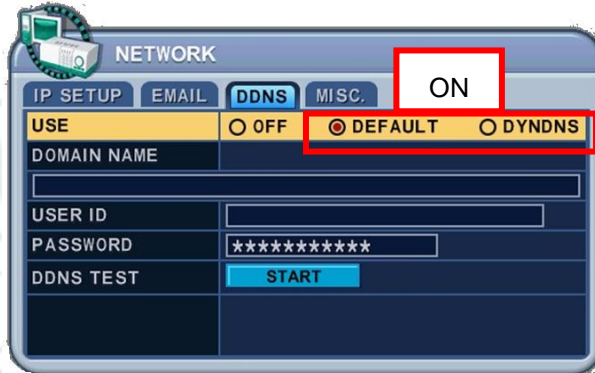 NETWORK
IP SETUP EMAIL DDNS MISC.
ON
USE OFF DEFAULT DYNDNS
DOMAIN NAME
USER ID
PASSWORD ***********
DDNS TEST START